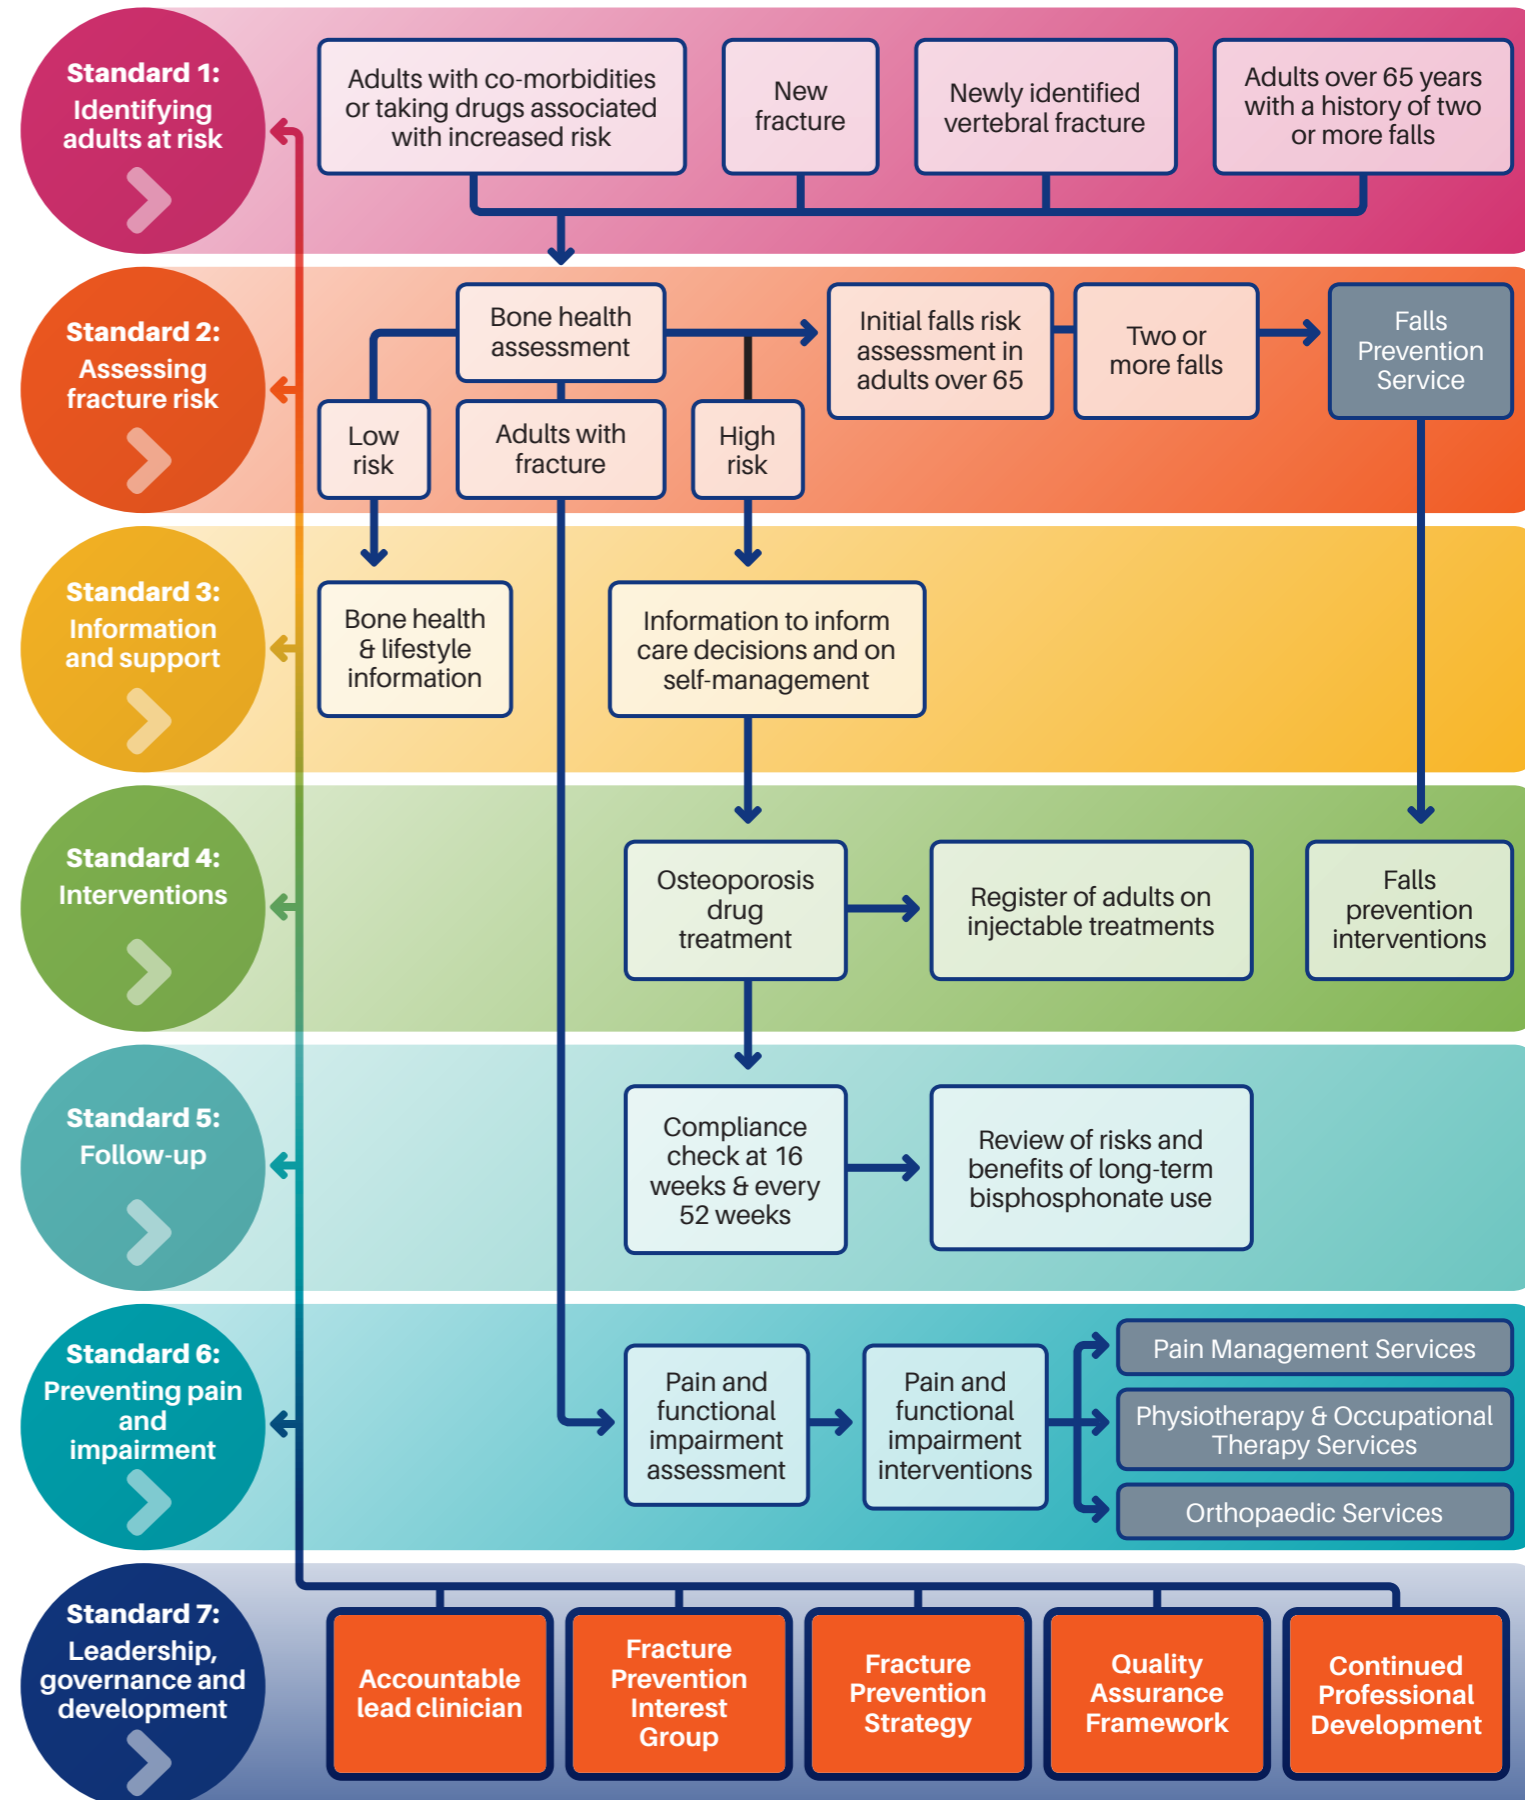 Standard 1:
Identifying
adults at risk
Adults with co-morbidities
or taking drugs associated
with increased risk
New
fracture
Newly identified
vertebral fracture
Adults over 65 years
with a history of two
or more falls
Standard 2:
Assessing
fracture risk
Bone health
assessment
Initial falls risk
assessment in
adults over 65
Two or
more falls
Falls
Prevention
Service
Low
risk
Adults with
fracture
High
risk
Standard 3:
Information
and support
Bone health
& lifestyle
information
Information to inform
care decisions and on
self-management
Standard 4:
Interventions
Osteoporosis
drug
treatment
Register of adults on
injectable treatments
Falls
prevention
interventions
Standard 5:
Follow-up
Compliance
check at 16
weeks & every
52 weeks
Review of risks and
benefits of long-term
bisphosphonate use
Standard 6:
Preventing pain
and
impairment
Pain and
functional
impairment
assessment
Pain and
functional
impairment
interventions
Pain Management Services
Physiotherapy & Occupational
Therapy Services
Orthopaedic Services
Standard 7:
Leadership,
governance and
development
Accountable
lead clinician
Fracture
Prevention
Interest
Group
Fracture
Prevention
Strategy
Quality
Assurance
Framework
Continued
Professional
Development